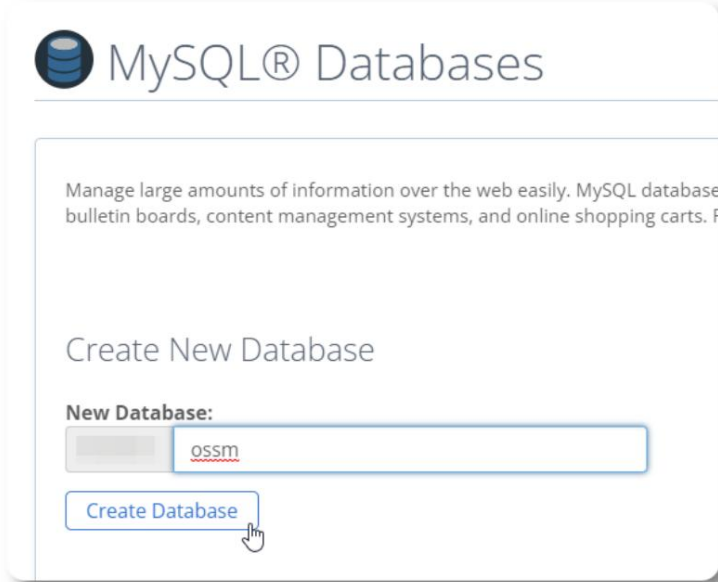 MySQL® Databases
Manage large amounts of information over the web easily. MySQL database
bulletin boards, content management systems, and online shopping carts.
Create New Database
New Database:
ossm
Create Database